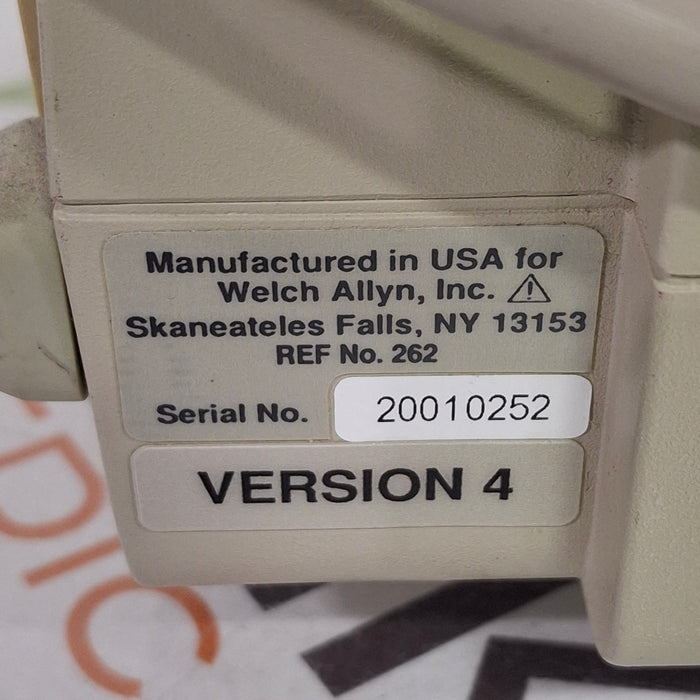 Manufactured in USA for
Welch Allyn, Inc. ⚠
Skaneateles Falls, NY 13153
REF No. 262
Serial No. 20010252
VERSION 4
EDIC